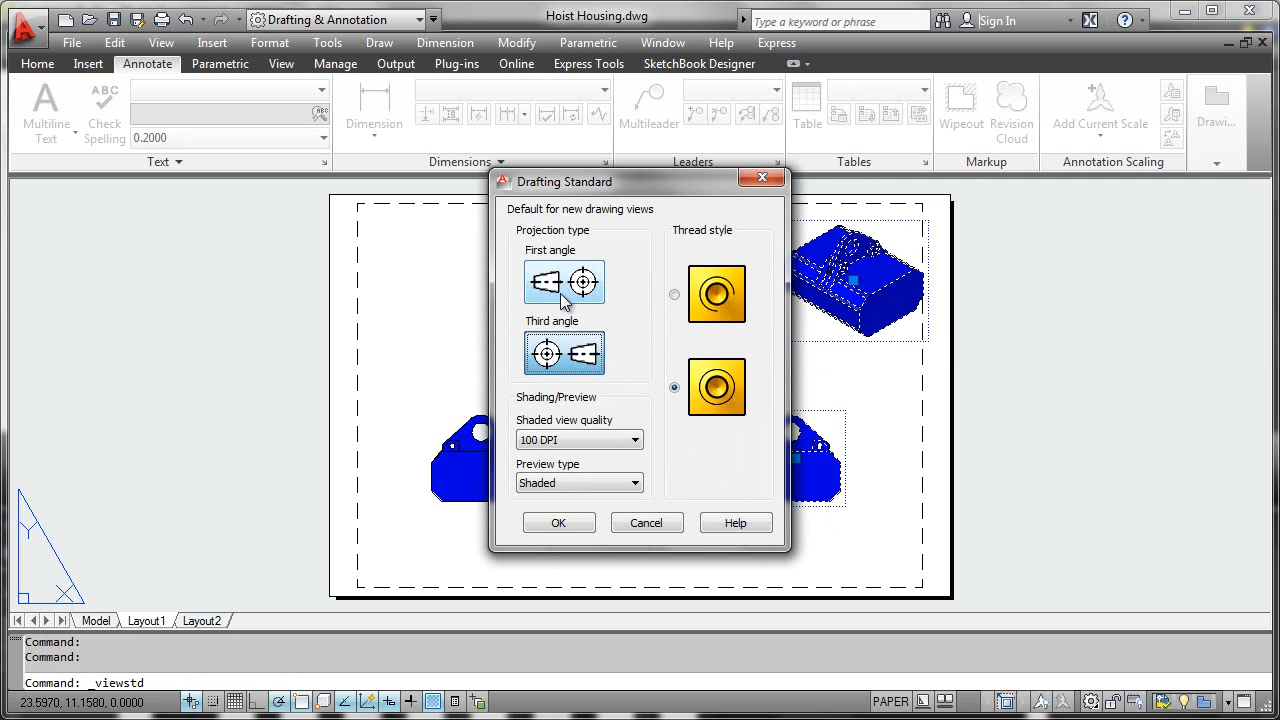 Drafting & Annotation
Hoist Housing.dwg
Type a keyword or phrase
Sign In
File Edit View Insert Format Tools Draw Dimension Modify Parametric Window Help Express
Home Insert Annotate Parametric View Manage Output Plug-ins Online Express Tools SketchBook Designer
A ABC
Multiline Text
Check Spelling
0.2000
Dimension
Multileader
Table
Wipeout
Revision Cloud
Add Current Scale
Drawi...
Text Dimensions Leaders Tables Markup Annotation Scaling
Drafting Standard
Default for new drawing views
Projection type
Thread style
First angle
Third angle
Shading/Preview
Shaded view quality
100 DPI
Preview type
Shaded
OK Cancel Help
Y
X
Model Layout1 Layout2
Command:
Command:
Command: _viewstd
23.5970, 11.1580, 0.0000
PAPER